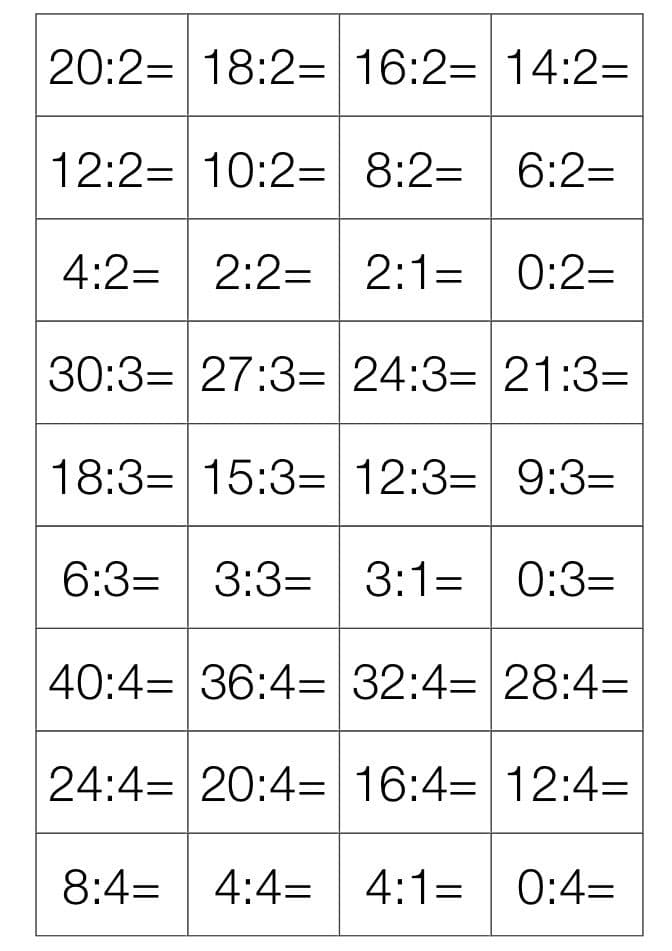 20:2= 18:2= 16:2= 14:2=
12:2= 10:2= 8:2= 6:2=
4:2= 2:2= 2:1= 0:2=
30:3= 27:3= 24:3= 21:3=
18:3= 15:3= 12:3= 9:3=
6:3= 3:3= 3:1= 0:3=
40:4= 36:4= 32:4= 28:4=
24:4= 20:4= 16:4= 12:4=
8:4= 4:4= 4:1= 0:4=